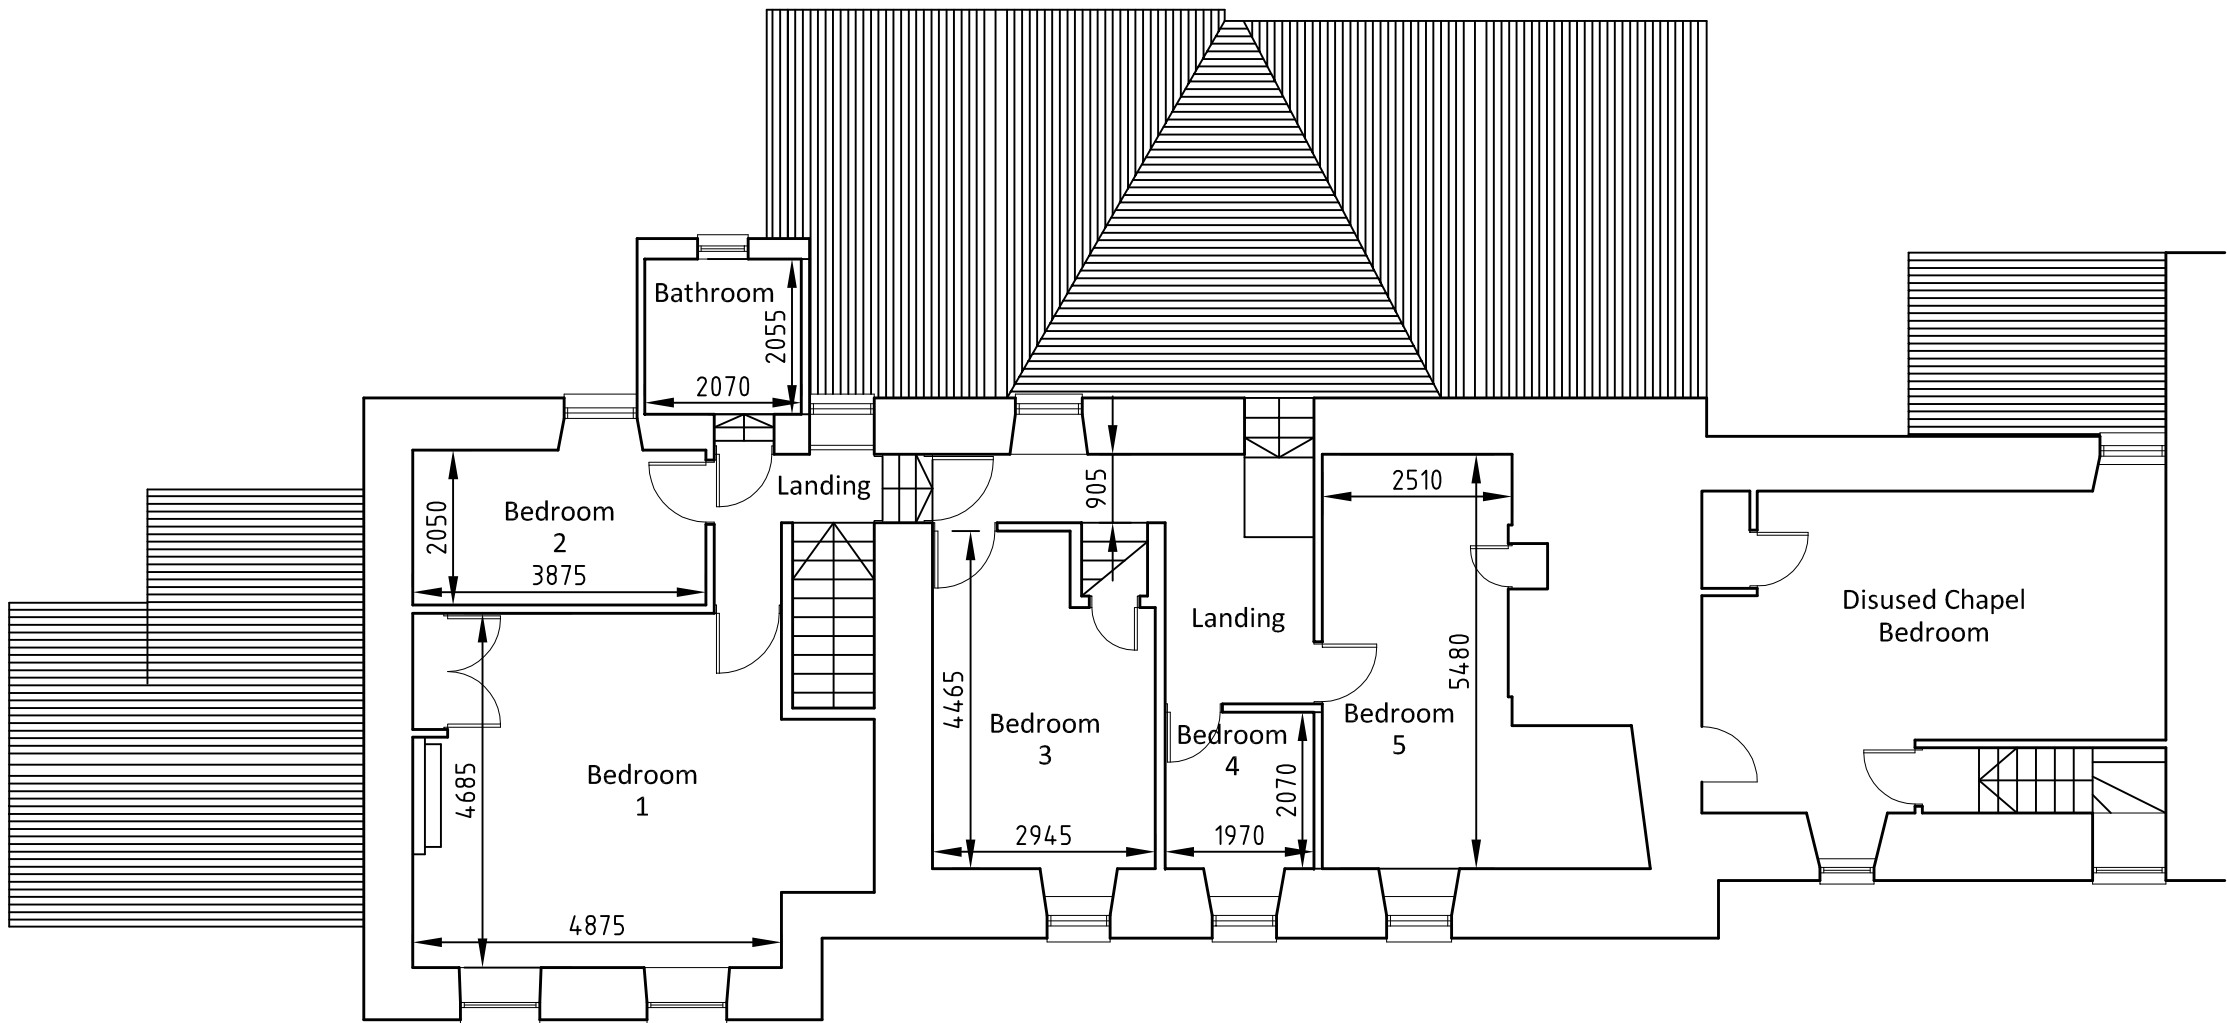 Bathroom
2055
2070
Bedroom
2
2050
3875
Landing
905
2510
5480
Bedroom
5
Landing
4465
Bedroom
3
2945
Bedroom
4
2070
1970
Bedroom
1
4685
4875
Disused Chapel
Bedroom